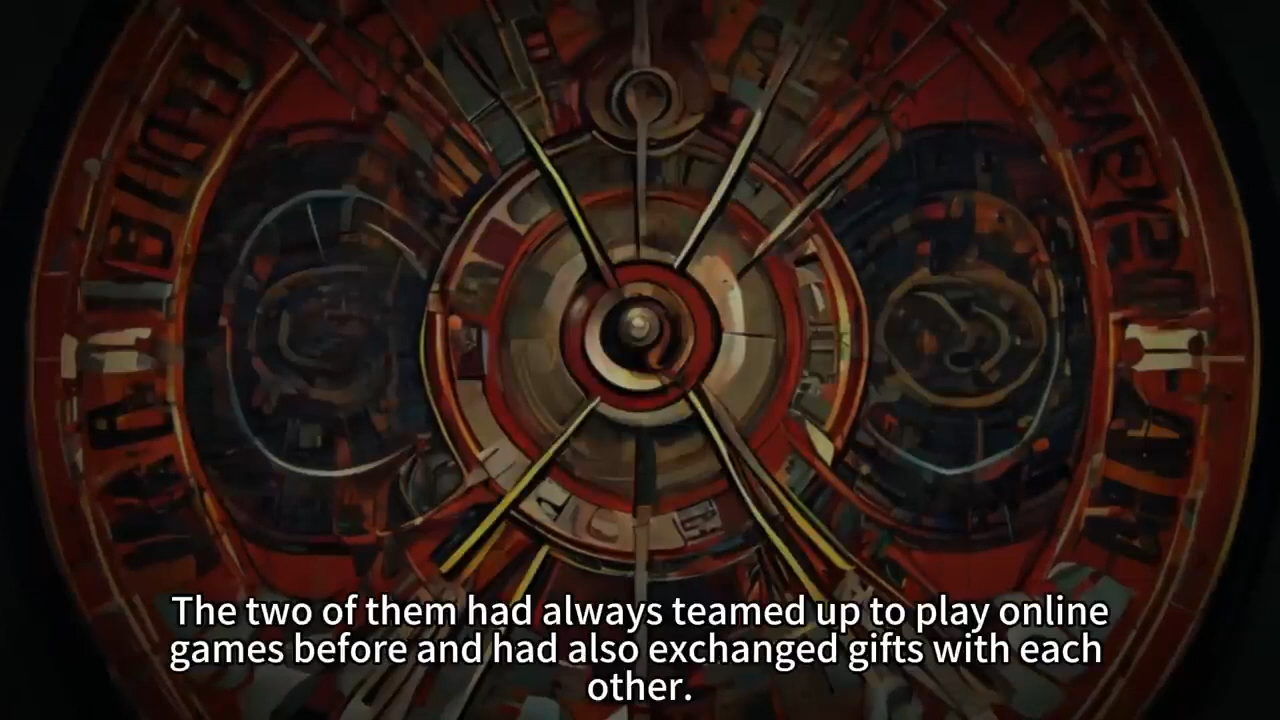 The two of them had always teamed up to play online
games before and had also exchanged gifts with each
other.